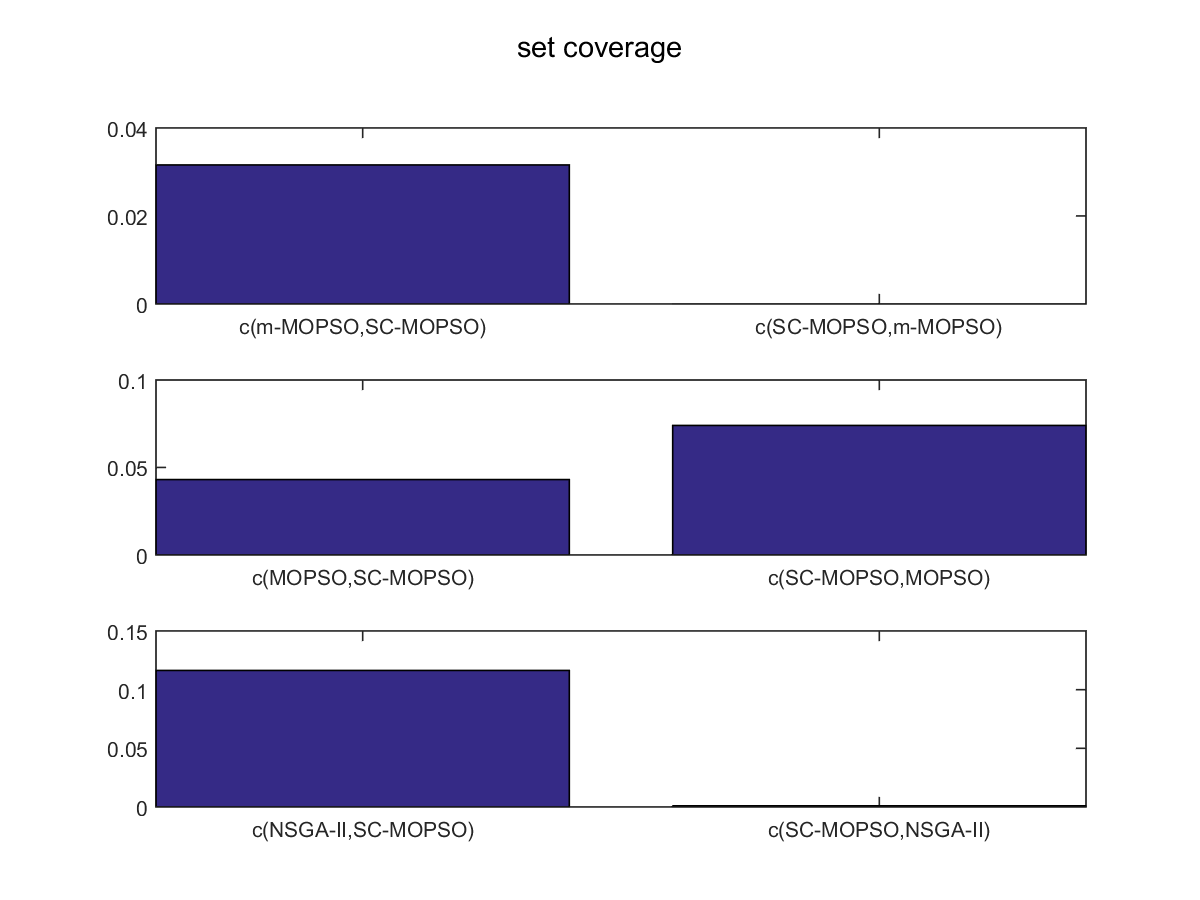 set coverage
0.04
0.02
0
c(m-MOPSO,SC-MOPSO)
c(SC-MOPSO,m-MOPSO)
0.1
0.05
0
c(MOPSO,SC-MOPSO)
c(SC-MOPSO,MOPSO)
0.15
0.1
0.05
0
c(NSGA-II,SC-MOPSO)
c(SC-MOPSO,NSGA-II)